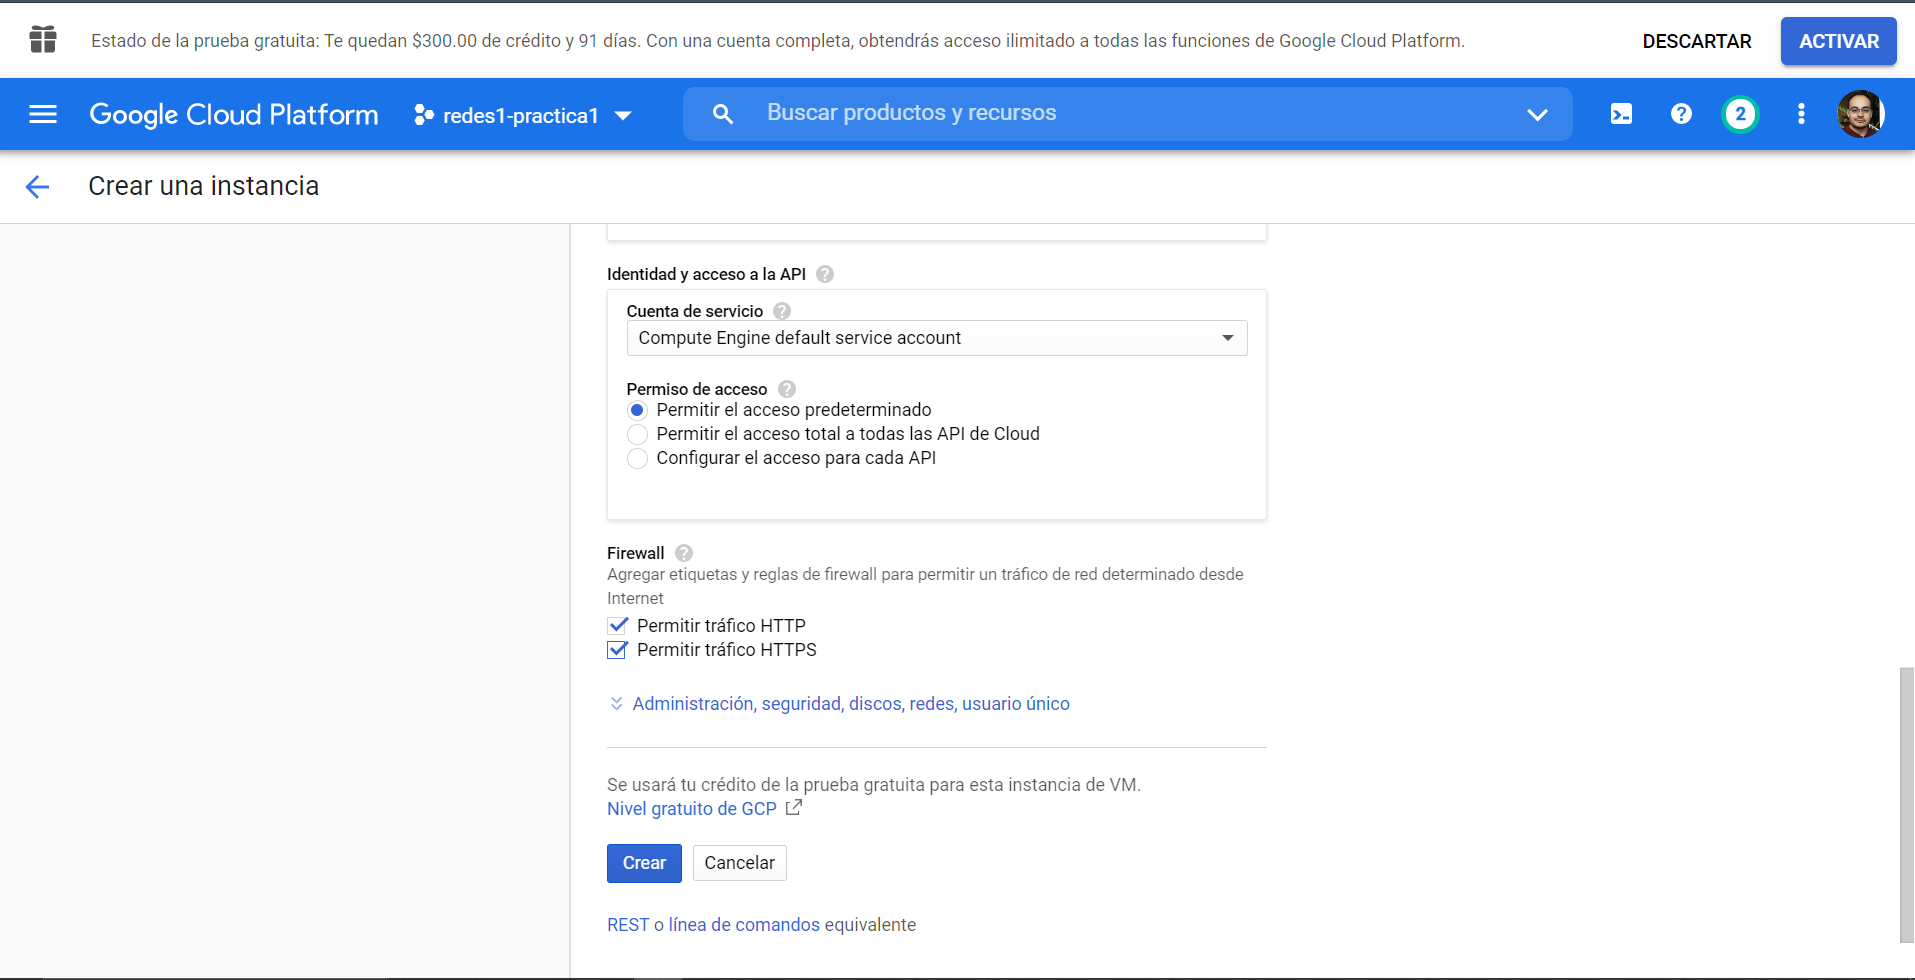 Estado de la prueba gratuita: Te quedan $300.00 de crédito y 91 días. Con una cuenta completa, obtendrás acceso ilimitado a todas las funciones de Google Cloud Platform.
DESCARTAR
ACTIVAR
Google Cloud Platform
redes1-practica1
Buscar productos y recursos
2
Crear una instancia
Identidad y acceso a la API
Cuenta de servicio
Compute Engine default service account
Permiso de acceso
Permitir el acceso predeterminado
Permitir el acceso total a todas las API de Cloud
Configurar el acceso para cada API
Firewall
Agregar etiquetas y reglas de firewall para permitir un tráfico de red determinado desde
Internet
Permitir tráfico HTTP
Permitir tráfico HTTPS
Administración, seguridad, discos, redes, usuario único
Se usará tu crédito de la prueba gratuita para esta instancia de VM.
Nivel gratuito de GCP
Crear
Cancelar
REST o línea de comandos equivalente